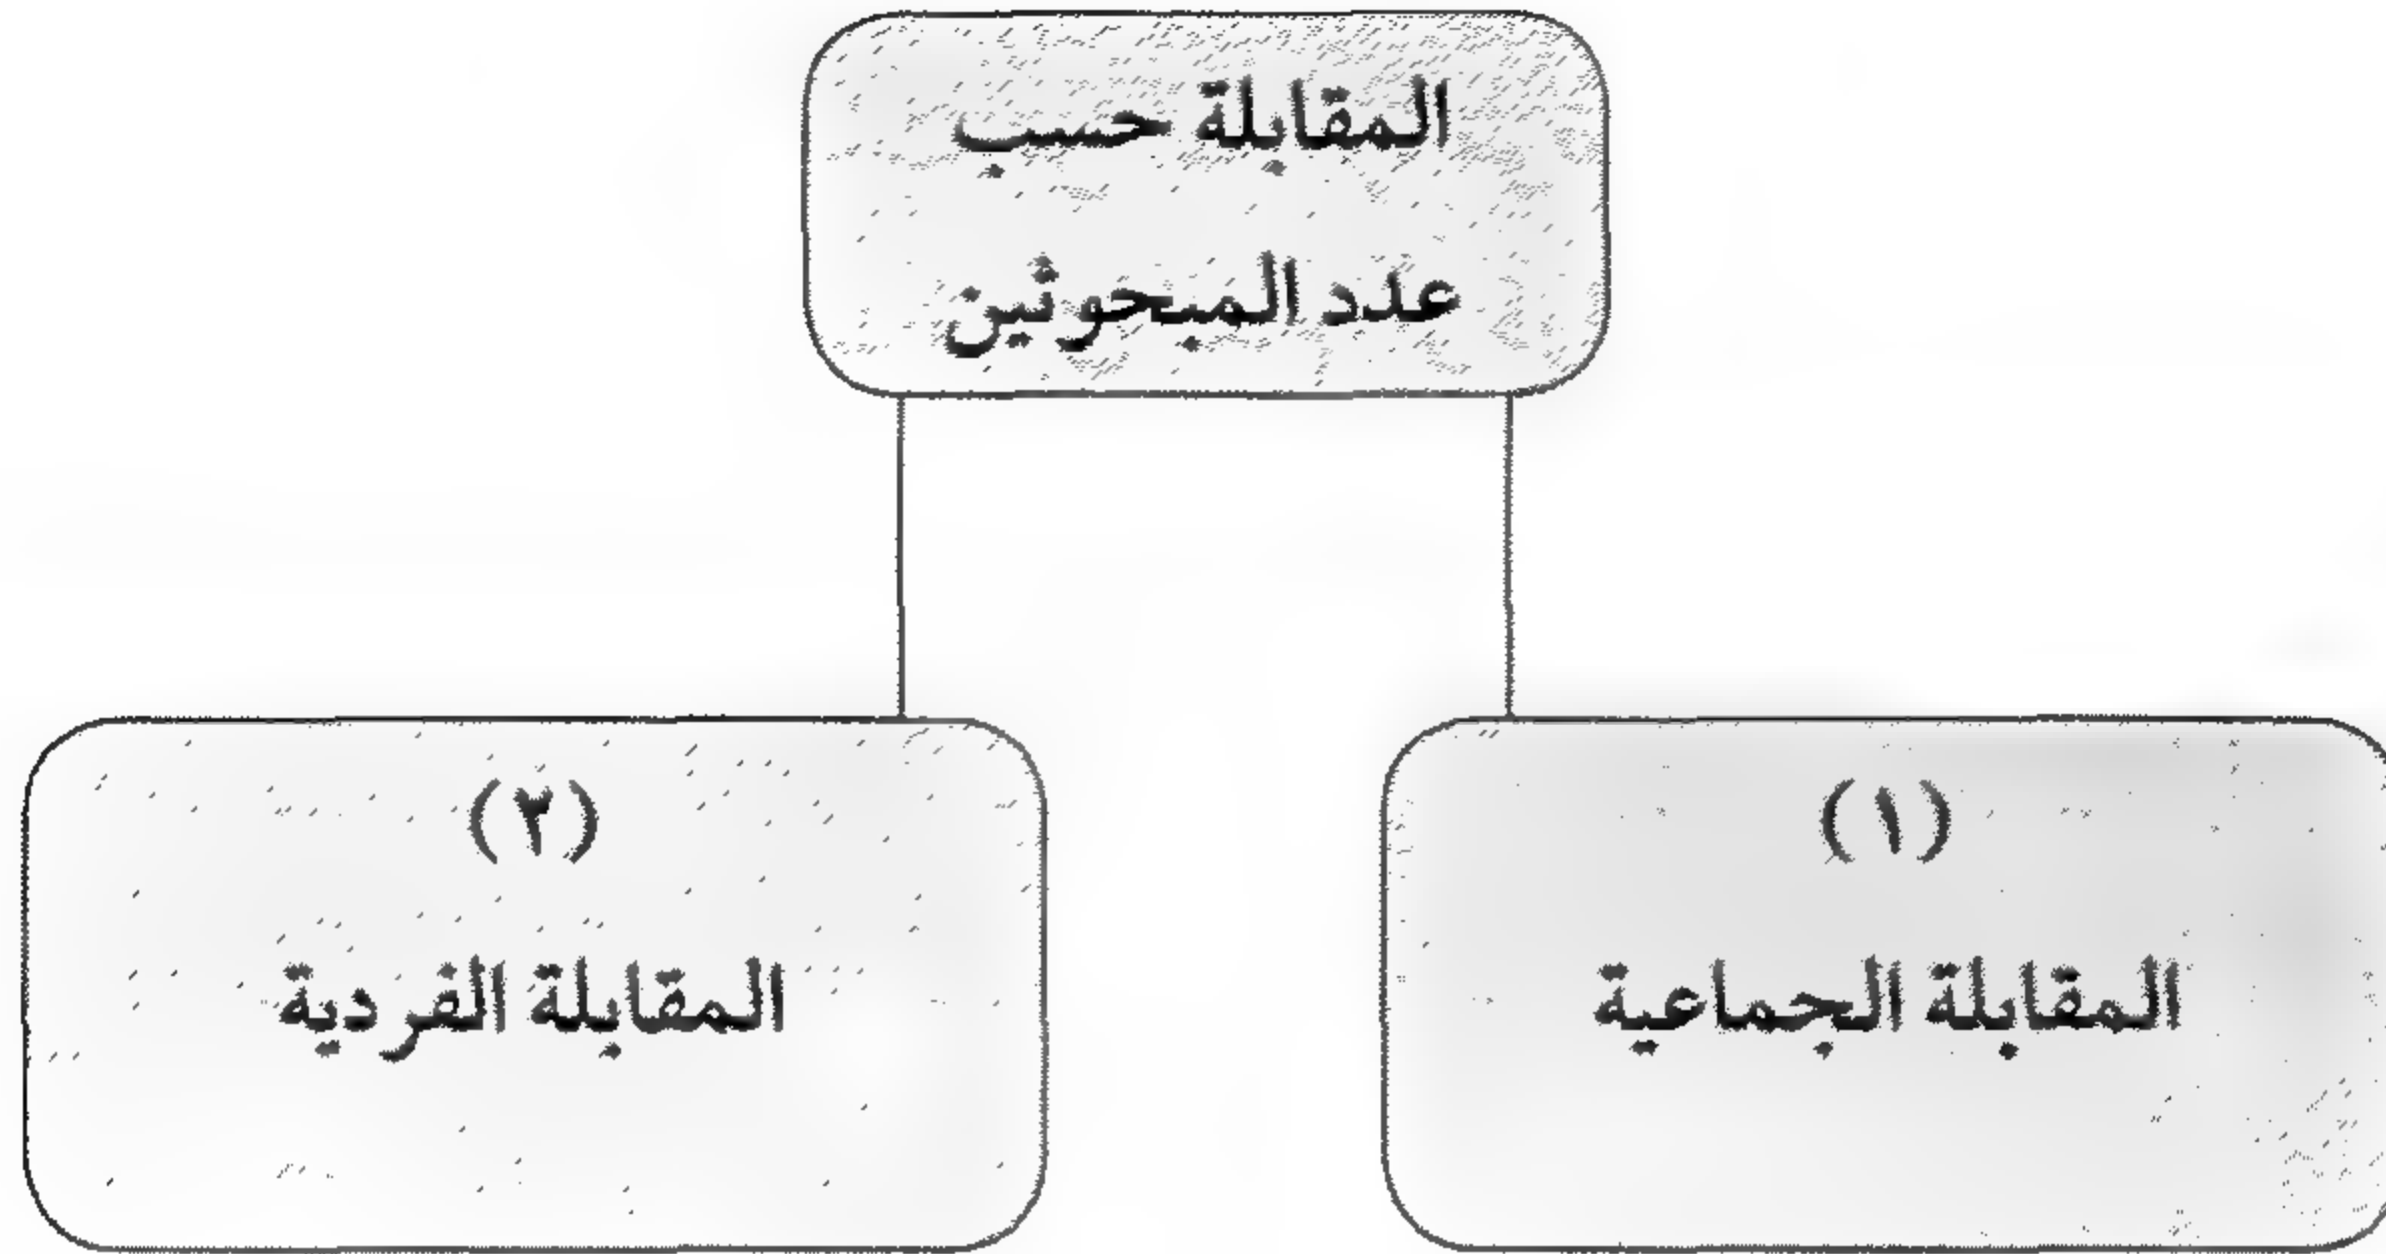 المقابلة حسب
عدد المبحوثين
(١)
المقابلة الجماعية
(٢)
المقابلة الفردية